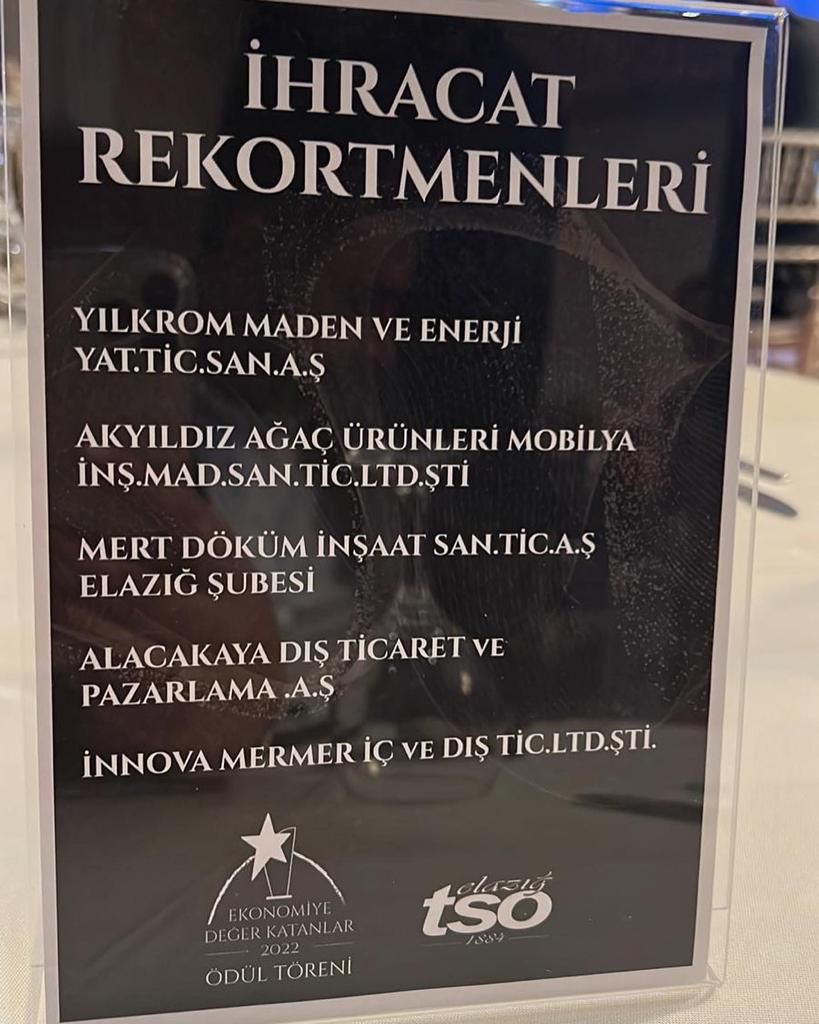 İHRACAT
REKORTMENLERİ
YILKROM MADEN VE ENERJİ
YAT.TİC.SAN.A.Ş
AKYILDIZ AĞAÇ ÜRÜNLERİ MOBİLYA
İNŞ.MAD.SAN.TİC.LTD.ŞTİ
MERT DÖKÜM İNŞAAT SAN.TİC.A.Ş
ELAZIĞ ŞUBESİ
ALACAKAYA DIŞ TİCARET VE
PAZARLAMA .A.Ş
İNNOVA MERMER İÇ VE DIŞ TİC.LTD.ŞTİ.
EKONOMİYE
DEĞER KATANLAR
2022
ÖDÜL TÖRENİ
elazığ
tso
1884